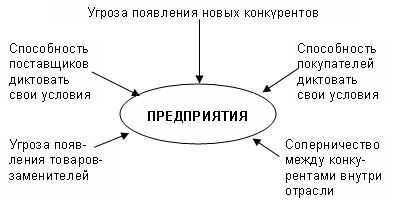 Угроза появления новых конкурентов
Способность
поставщиков
диктовать
свои условия
Способность
покупателей
диктовать
свои условия
ПРЕДПРИЯТИЯ
Угроза появ-
ления товаров-
заменителей
Соперничество
между конку-
рентами внутри
отрасли